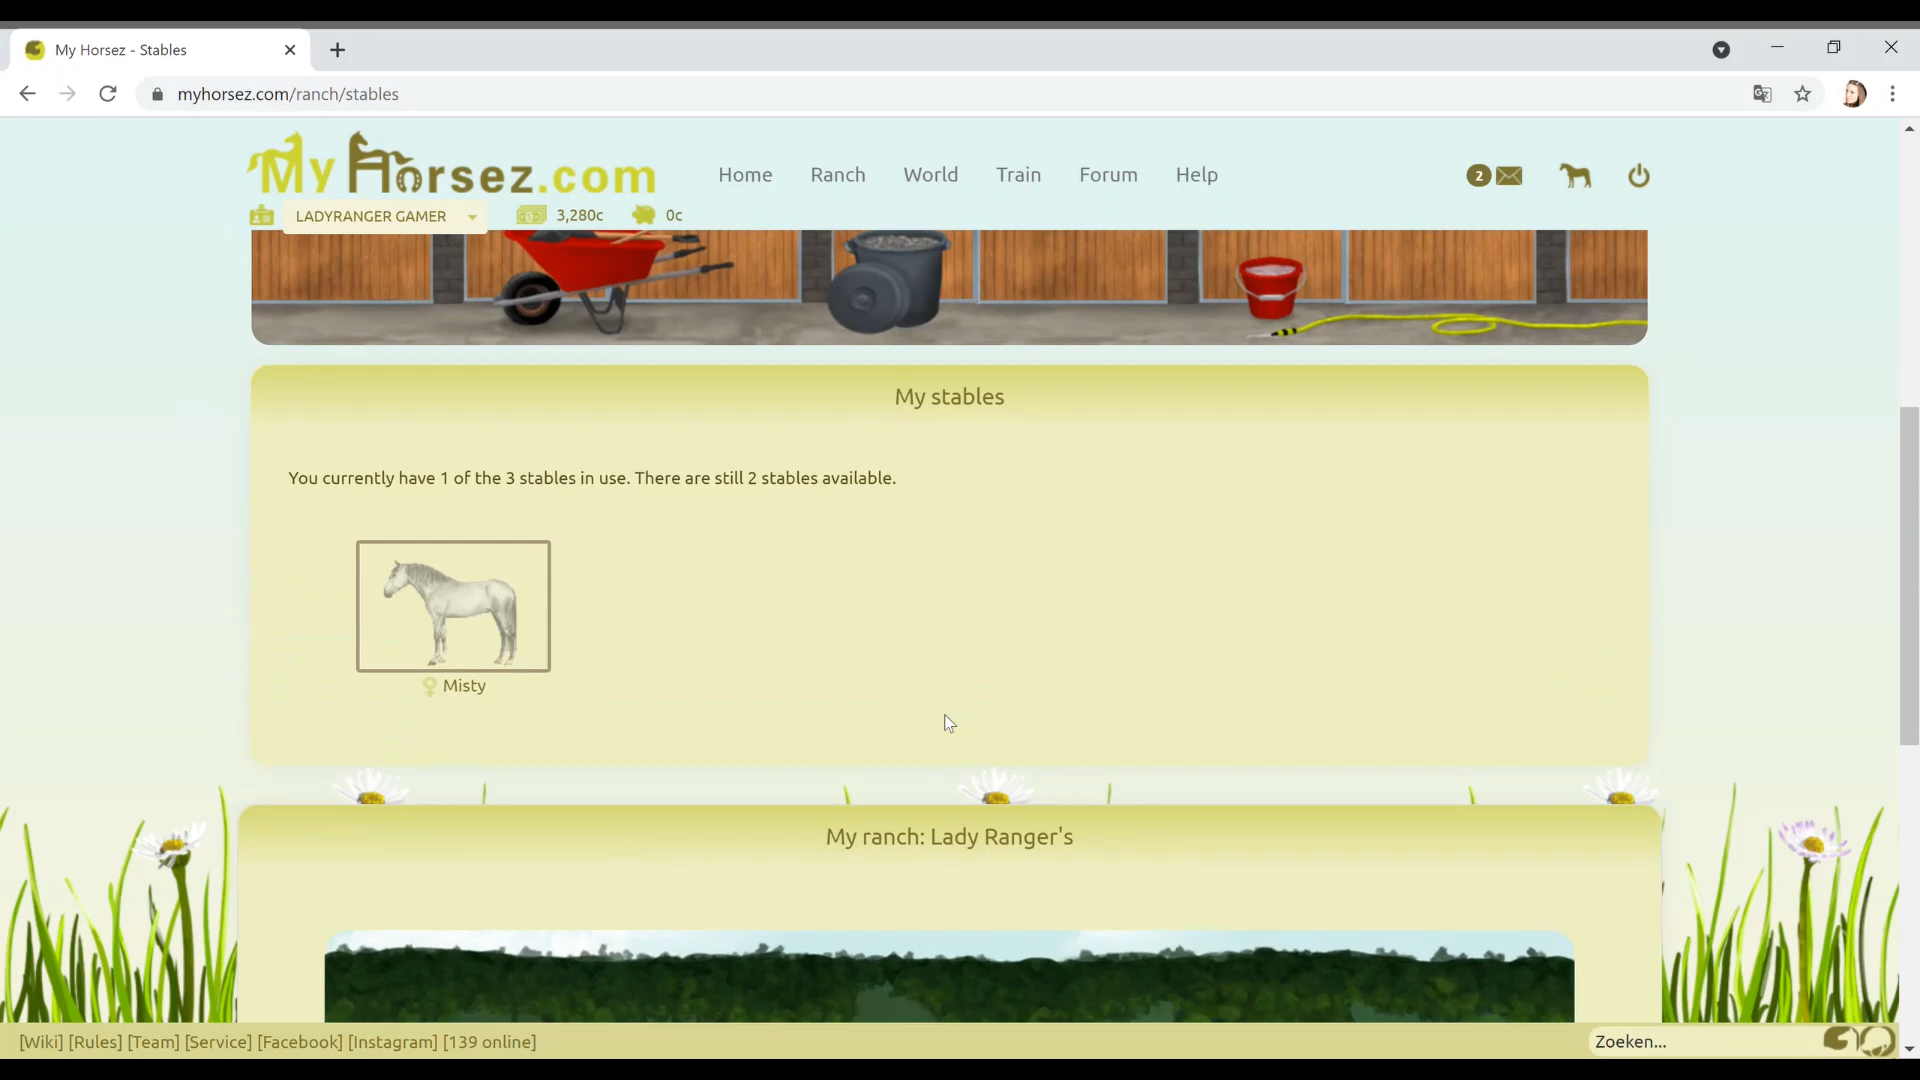 My Horsez - Stables
myhorsez.com/ranch/stables
My Horsez.com
Home Ranch World Train Forum Help
2
LADYRANGER GAMER 3,280c 0c
My stables
You currently have 1 of the 3 stables in use. There are still 2 stables available.
Misty
My ranch: Lady Ranger's
[Wiki] [Rules] [Team] [Service] [Facebook] [Instagram] [139 online]
Zoeken...